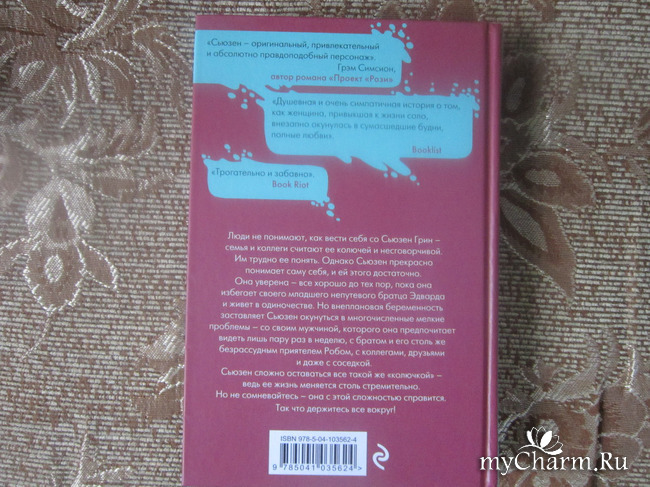 «Сьюзен – оригинальный, привлекательный
и абсолютно правдоподобный персонаж».
Грэм Симсион,
автор романа «Проект «Рози»
«Душевная и очень симпатичная история о том,
как женщина, привыкшая к жизни соло,
внезапно окунулась в сумасшедшие будни,
полные любви».
Booklist
«Трогательно и забавно».
Book Riot
Люди не понимают, как вести себя со Сьюзен Грин –
семья и коллеги считают ее колючей и несговорчивой.
Им трудно ее понять. Однако Сьюзен прекрасно
понимает саму себя, и ей этого достаточно.
Она уверена – все хорошо до тех пор, пока она
избегает своего младшего непутевого братца Эдварда
и живет в одиночестве. Но внеплановая беременность
заставляет Сьюзен окунуться в многочисленные мелкие
проблемы – со своим мужчиной, которого она предпочитает
видеть лишь пару раз в неделю, с братом и его столь же
безрассудным приятелем Робом, с коллегами, друзьями
и даже с соседкой.
Сьюзен сложно оставаться все такой же «колючкой» –
ведь ее жизнь меняется столь стремительно.
Но не сомневайтесь – она с этой сложностью справится.
Так что держитесь все вокруг!
ISBN 978-5-04-103562-4
9785041035624
myCharm.Ru